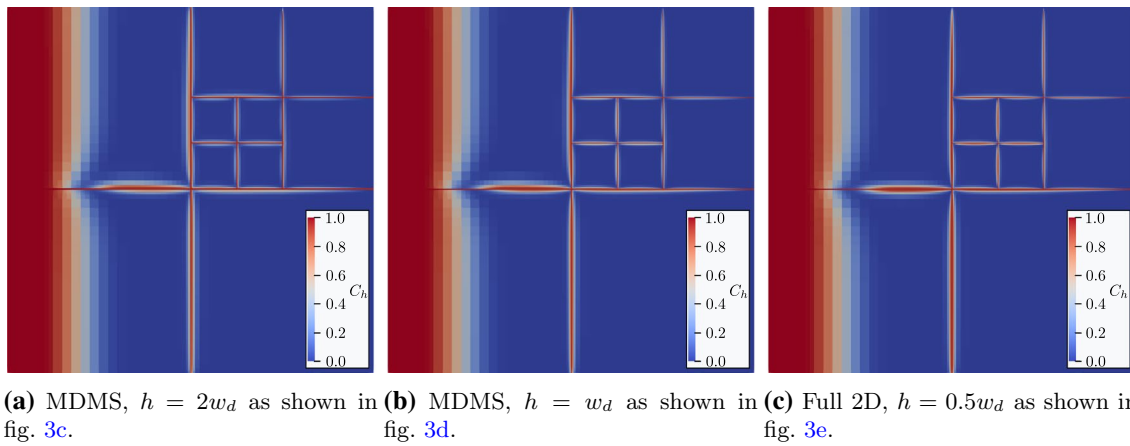 1.0
0.8
0.6
C_h
0.4
0.2
0.0
1.0
0.8
0.6
C_h
0.4
0.2
0.0
1.0
0.8
0.6
C_h
0.4
0.2
0.0
(a) MDMS, h = 2w_d as shown in
fig. 3c.
(b) MDMS, h = w_d as shown in
fig. 3d.
(c) Full 2D, h = 0.5w_d as shown in
fig. 3e.